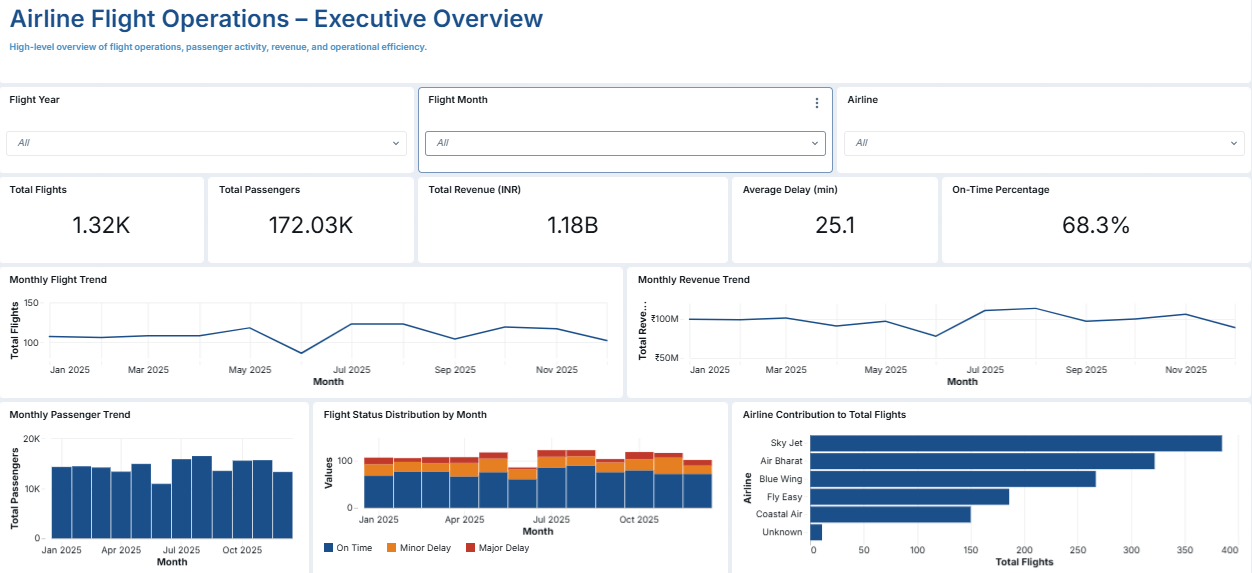 Airline Flight Operations – Executive Overview
High-level overview of flight operations, passenger activity, revenue, and operational efficiency.
Flight Year
All
Flight Month
All
Airline
All
Total Flights
1.32K
Total Passengers
172.03K
Total Revenue (INR)
1.18B
Average Delay (min)
25.1
On-Time Percentage
68.3%
Monthly Flight Trend
Total Flights
150
100
Jan 2025 Mar 2025 May 2025 Jul 2025 Sep 2025 Nov 2025
Month
Monthly Revenue Trend
Total Reve...
₹100M
₹50M
Jan 2025 Mar 2025 May 2025 Jul 2025 Sep 2025 Nov 2025
Month
Monthly Passenger Trend
Total Passengers
20K
10K
0
Jan 2025 Apr 2025 Jul 2025 Oct 2025
Month
Flight Status Distribution by Month
Values
100
0
Jan 2025 Apr 2025 Jul 2025 Oct 2025
Month
On Time Minor Delay Major Delay
Airline Contribution to Total Flights
Airline
Sky Jet
Air Bharat
Blue Wing
Fly Easy
Coastal Air
Unknown
0 50 100 150 200 250 300 350 400
Total Flights